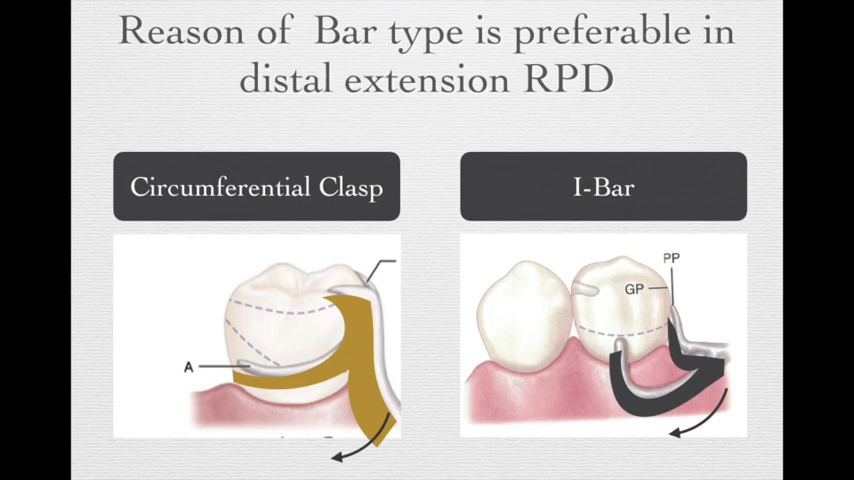 Reason of Bar type is preferable in
distal extension RPD
Circumferential Clasp
I-Bar
A
PP
GP